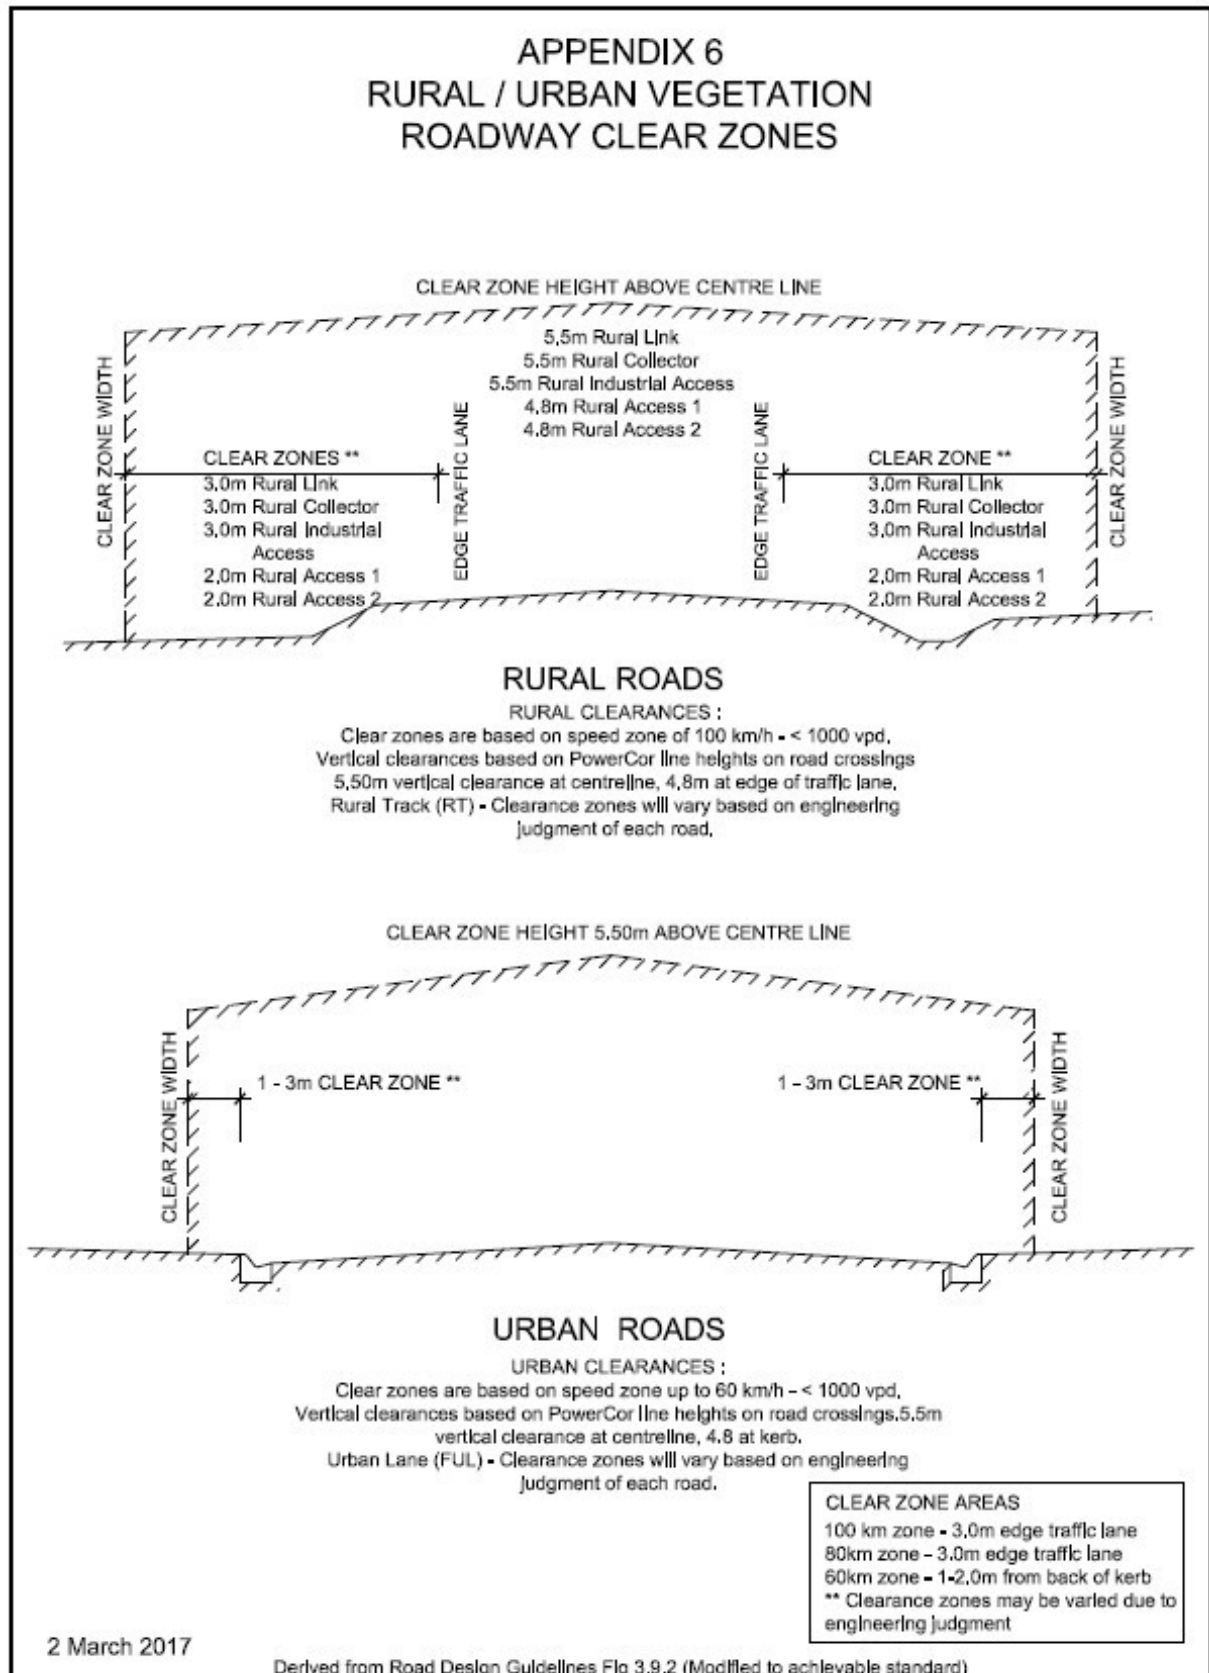 APPENDIX 6
RURAL / URBAN VEGETATION
ROADWAY CLEAR ZONES
CLEAR ZONE HEIGHT ABOVE CENTRE LINE
5.5m Rural Link
5.5m Rural Collector
5.5m Rural Industrial Access
4.8m Rural Access 1
4.8m Rural Access 2
CLEAR ZONE WIDTH
CLEAR ZONES **
3.0m Rural Link
3.0m Rural Collector
3.0m Rural Industrial
Access
2.0m Rural Access 1
2.0m Rural Access 2
EDGE TRAFFIC LANE
EDGE TRAFFIC LANE
CLEAR ZONE **
3.0m Rural Link
3.0m Rural Collector
3.0m Rural Industrial
Access
2.0m Rural Access 1
2.0m Rural Access 2
CLEAR ZONE WIDTH
RURAL ROADS
RURAL CLEARANCES :
Clear zones are based on speed zone of 100 km/h - < 1000 vpd.
Vertical clearances based on PowerCor line heights on road crossings
5.50m vertical clearance at centreline, 4.8m at edge of traffic lane.
Rural Track (RT) - Clearance zones will vary based on engineering
judgment of each road.
CLEAR ZONE HEIGHT 5.50m ABOVE CENTRE LINE
CLEAR ZONE WIDTH
1 - 3m CLEAR ZONE **
1 - 3m CLEAR ZONE **
CLEAR ZONE WIDTH
URBAN ROADS
URBAN CLEARANCES :
Clear zones are based on speed zone up to 60 km/h - < 1000 vpd.
Vertical clearances based on PowerCor line heights on road crossings.5.5m
vertical clearance at centreline, 4.8 at kerb.
Urban Lane (FUL) - Clearance zones will vary based on engineering
judgment of each road.
CLEAR ZONE AREAS
100 km zone - 3.0m edge traffic lane
80km zone - 3.0m edge traffic lane
60km zone - 1-2.0m from back of kerb
** Clearance zones may be varied due to
engineering judgment
2 March 2017
Derived from Road Design Guidelines Fig 3.9.2 (Modified to achievable standard)